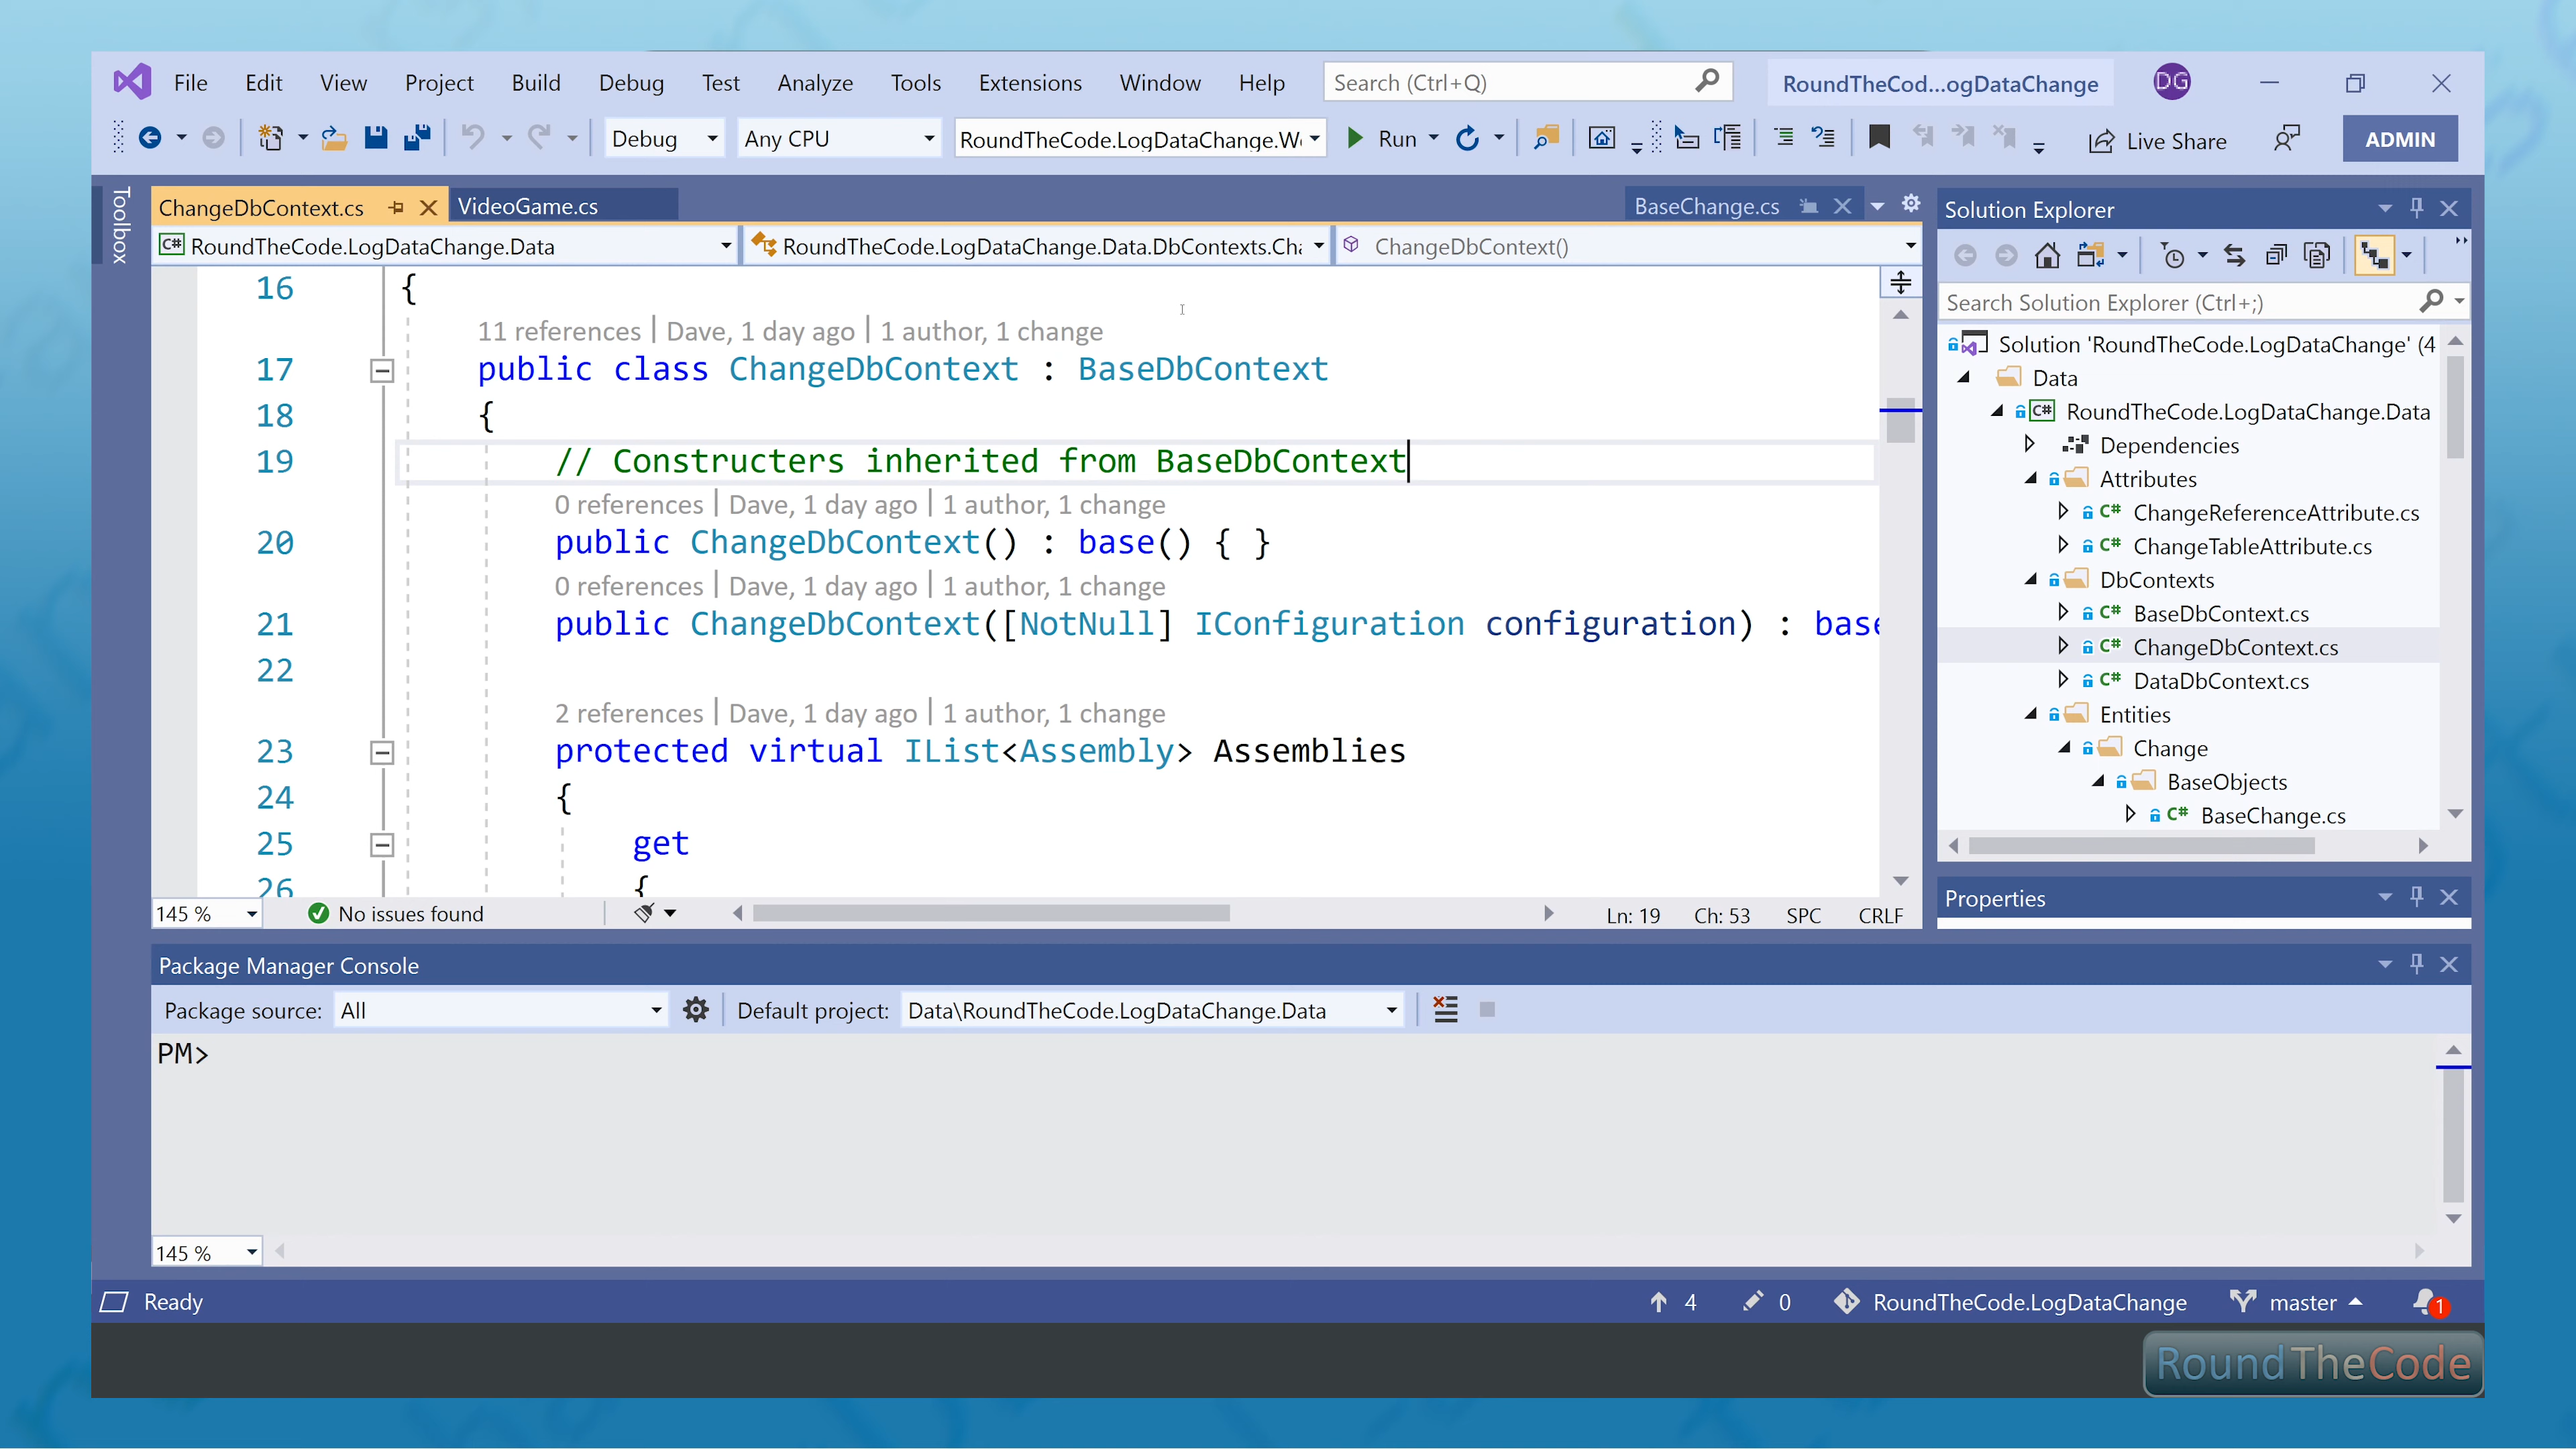 File Edit View Project Build Debug Test Analyze Tools Extensions Window Help Search (Ctrl+Q) RoundTheCod...ogDataChange DG
Debug Any CPU RoundTheCode.LogDataChange.W Run Live Share ADMIN
Toolbox
ChangeDbContext.cs VideoGame.cs BaseChange.cs
C# RoundTheCode.LogDataChange.Data RoundTheCode.LogDataChange.Data.DbContexts.Cha ChangeDbContext()
16 {
11 references | Dave, 1 day ago | 1 author, 1 change
17 public class ChangeDbContext : BaseDbContext
18 {
19 // Constructers inherited from BaseDbContext
0 references | Dave, 1 day ago | 1 author, 1 change
20 public ChangeDbContext() : base() { }
0 references | Dave, 1 day ago | 1 author, 1 change
21 public ChangeDbContext([NotNull] IConfiguration configuration) : base
22
2 references | Dave, 1 day ago | 1 author, 1 change
23 protected virtual IList<Assembly> Assemblies
24 {
25 get
26 {
145 % No issues found Ln: 19 Ch: 53 SPC CRLF
Solution Explorer
Search Solution Explorer (Ctrl+;)
Solution 'RoundTheCode.LogDataChange' (4
Data
C# RoundTheCode.LogDataChange.Data
Dependencies
Attributes
C# ChangeReferenceAttribute.cs
C# ChangeTableAttribute.cs
DbContexts
C# BaseDbContext.cs
C# ChangeDbContext.cs
C# DataDbContext.cs
Entities
Change
BaseObjects
C# BaseChange.cs
Properties
Package Manager Console
Package source: All Default project: Data\RoundTheCode.LogDataChange.Data
PM>
145 %
Ready 4 0 RoundTheCode.LogDataChange master 1
RoundTheCode